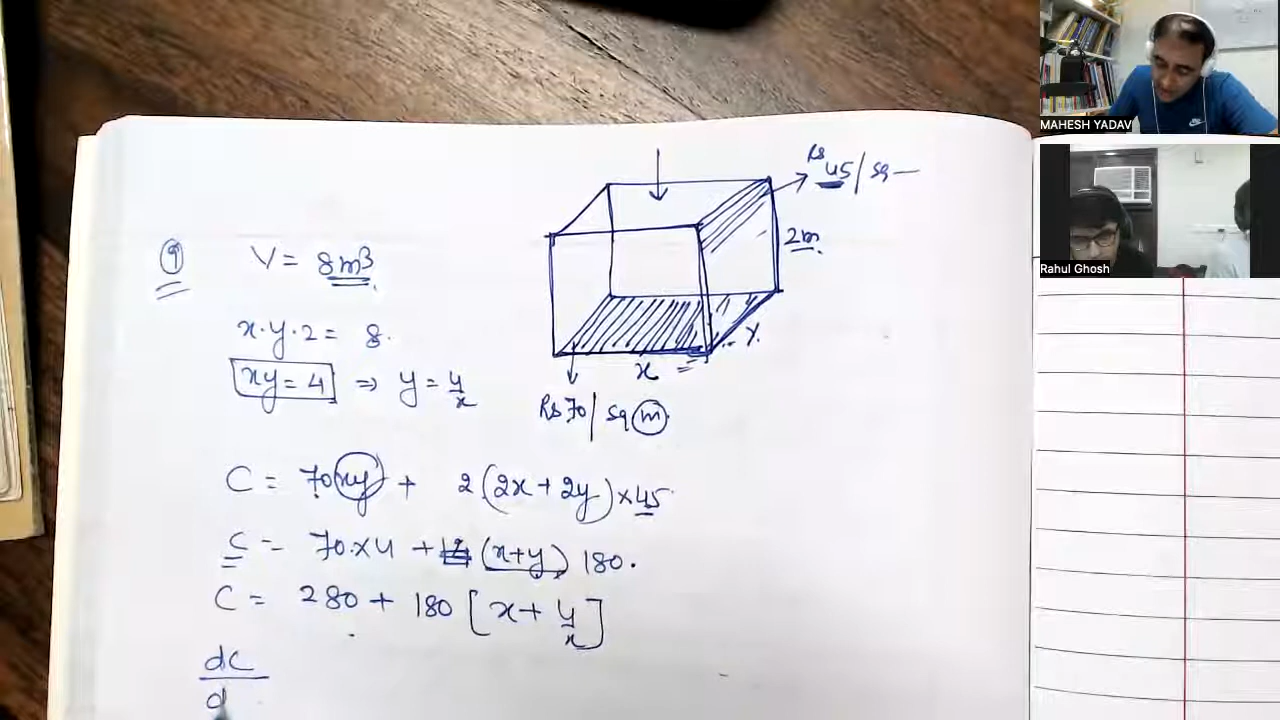 Rs 45/sq
2m.
9
V = 8m³.
x·y·2 = 8.
xy = 4 ⇒ y = 4/x
x
y.
Rs 70/sq m.
C = 70xy + 2(2x+2y)×45
C = 70×4 + (x+y) 180.
C = 280 + 180 [x + 4/x]
dC
d
MAHESH YADAV
Rahul Ghosh